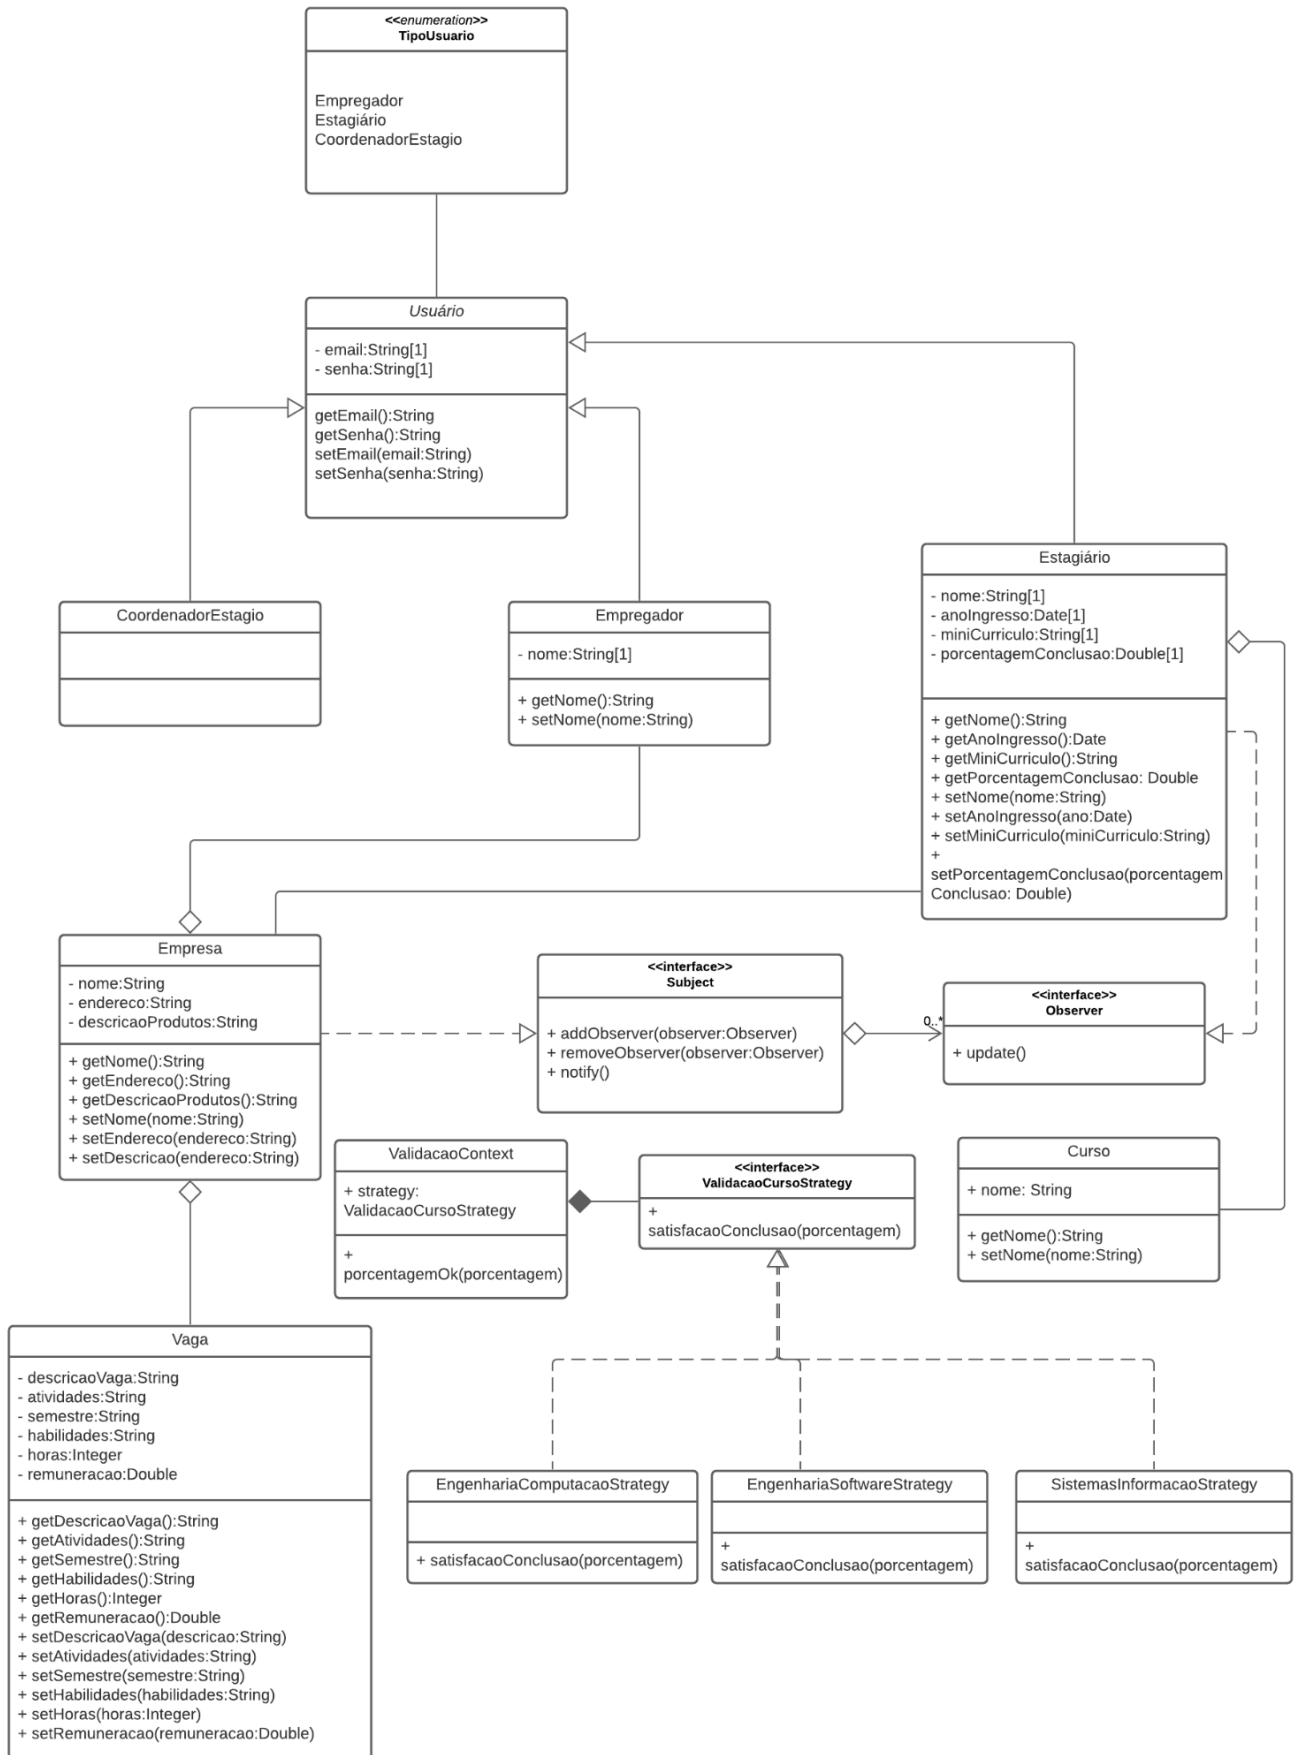 <<enumeration>>
TipoUsuario
Empregador
Estagiário
CoordenadorEstagio
Usuário
- email:String[1]
- senha:String[1]
getEmail():String
getSenha():String
setEmail(email:String)
setSenha(senha:String)
CoordenadorEstagio
Empregador
- nome:String[1]
+ getNome():String
+ setNome(nome:String)
Estagiário
- nome:String[1]
- anoIngresso:Date[1]
- miniCurriculo:String[1]
- porcentagemConclusao:Double[1]
+ getNome():String
+ getAnoIngresso():Date
+ getMiniCurriculo():String
+ getPorcentagemConclusao: Double
+ setNome(nome:String)
+ setAnoIngresso(ano:Date)
+ setMiniCurriculo(miniCurriculo:String)
+
setPorcentagemConclusao(porcentagem
Conclusao: Double)
Empresa
- nome:String
- endereco:String
- descricaoProdutos:String
+ getNome():String
+ getEndereco():String
+ getDescricaoProdutos():String
+ setNome(nome:String)
+ setEndereco(endereco:String)
+ setDescricao(endereco:String)
<<interface>>
Subject
+ addObserver(observer:Observer)
+ removeObserver(observer:Observer)
+ notify()
0..*
<<interface>>
Observer
+ update()
ValidacaoContext
+ strategy:
ValidacaoCursoStrategy
+
porcentagemOk(porcentagem)
<<interface>>
ValidacaoCursoStrategy
+
satisfacaoConclusao(porcentagem)
Curso
+ nome: String
+ getNome():String
+ setNome(nome:String)
Vaga
- descricaoVaga:String
- atividades:String
- semestre:String
- habilidades:String
- horas:Integer
- remuneracao:Double
+ getDescricaoVaga():String
+ getAtividades():String
+ getSemestre():String
+ getHabilidades():String
+ getHoras():Integer
+ getRemuneracao():Double
+ setDescricaoVaga(descricao:String)
+ setAtividades(atividades:String)
+ setSemestre(semestre:String)
+ setHabilidades(habilidades:String)
+ setHoras(horas:Integer)
+ setRemuneracao(remuneracao:Double)
EngenhariaComputacaoStrategy
+ satisfacaoConclusao(porcentagem)
EngenhariaSoftwareStrategy
+
satisfacaoConclusao(porcentagem)
SistemasInformacaoStrategy
+
satisfacaoConclusao(porcentagem)